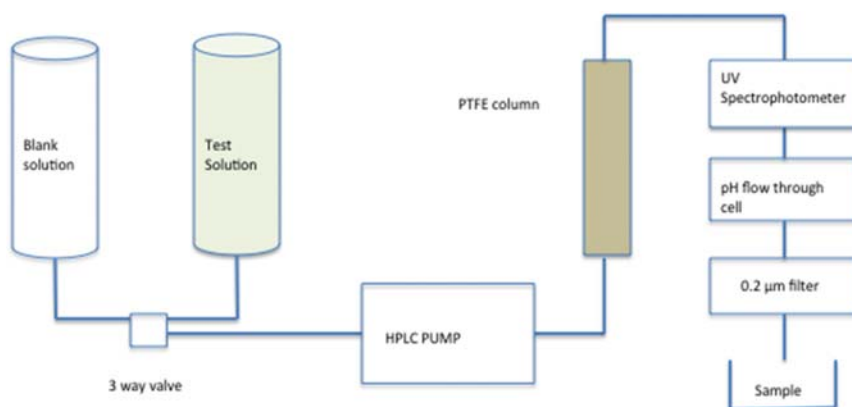 Blank
solution
Test
Solution
3 way valve
HPLC PUMP
PTFE column
UV
Spectrophotometer
pH flow through
cell
0.2 µm filter
Sample